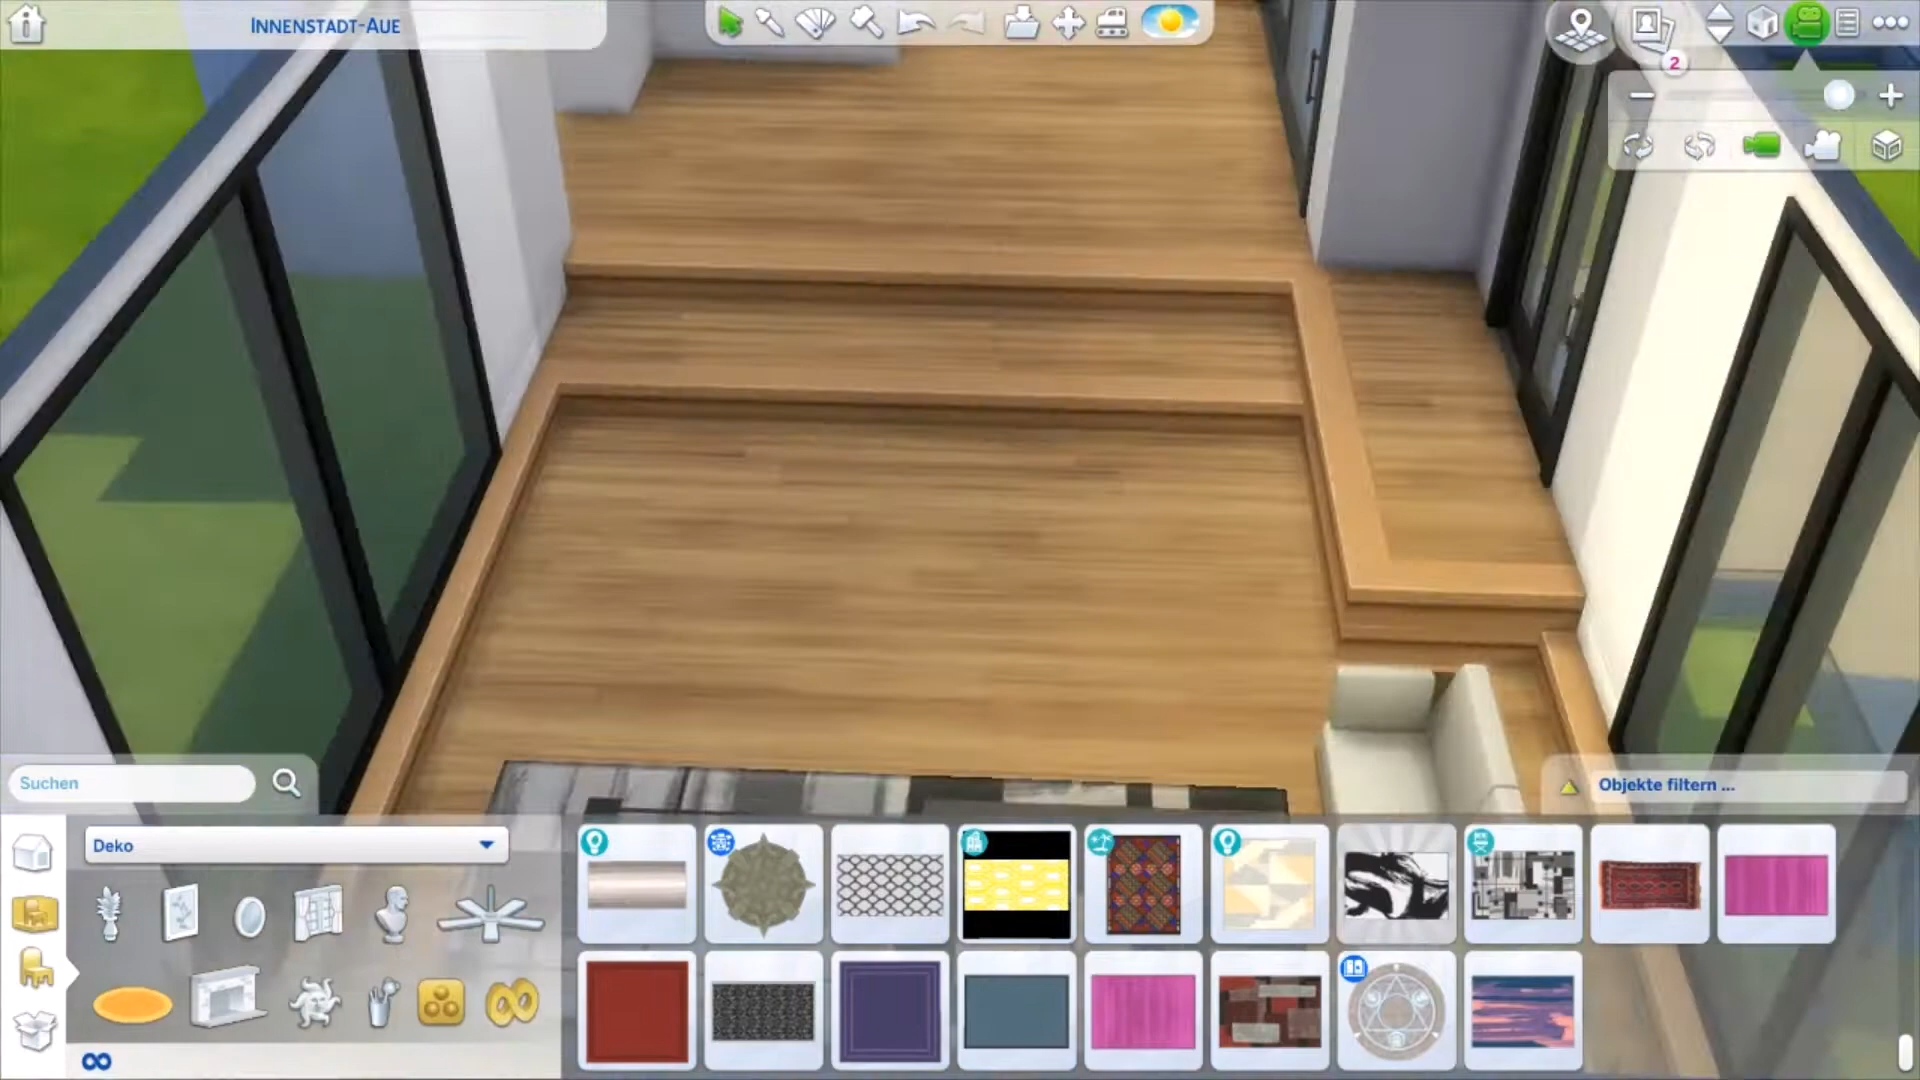 INNENSTADT-AUE
2
Suchen
Objekte filtern ...
Deko